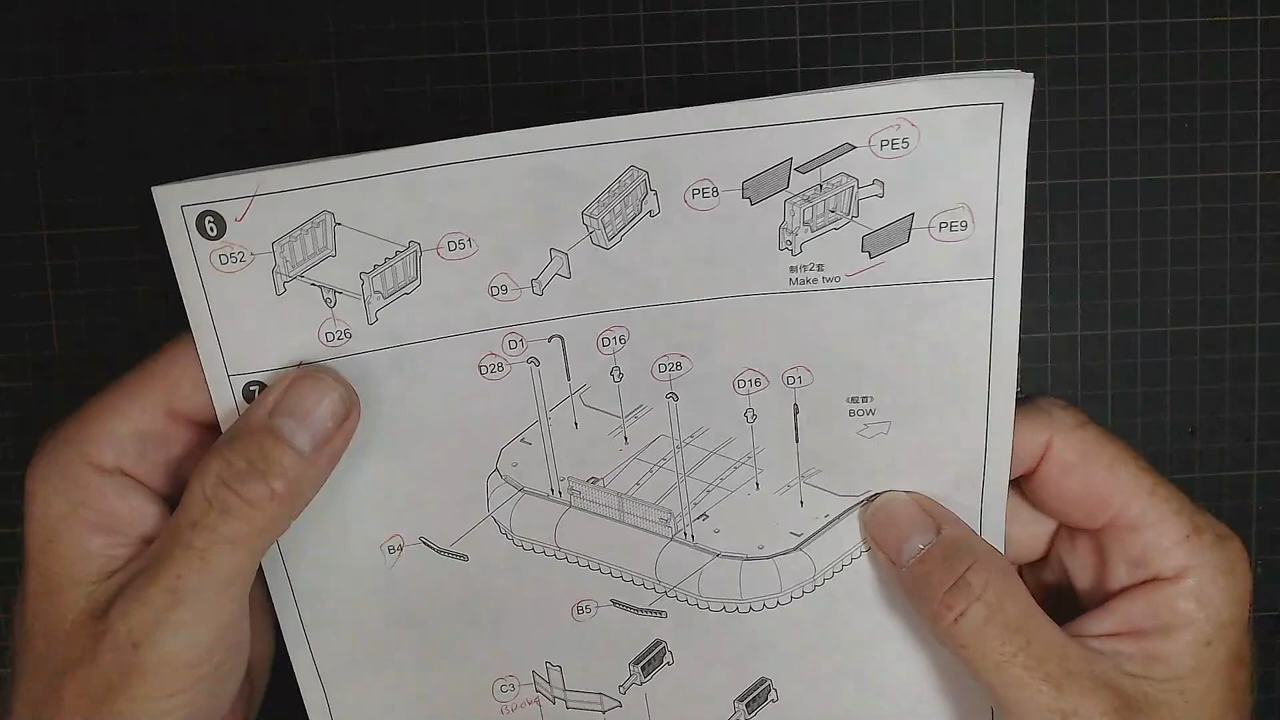 6
PE5
PE8
PE9
D52
D51
D9
D26
制作2套
Make two
7
D1
D16
D28
D28
D16
D1
《舰首》
BOW
B4
B5
C3
Broke